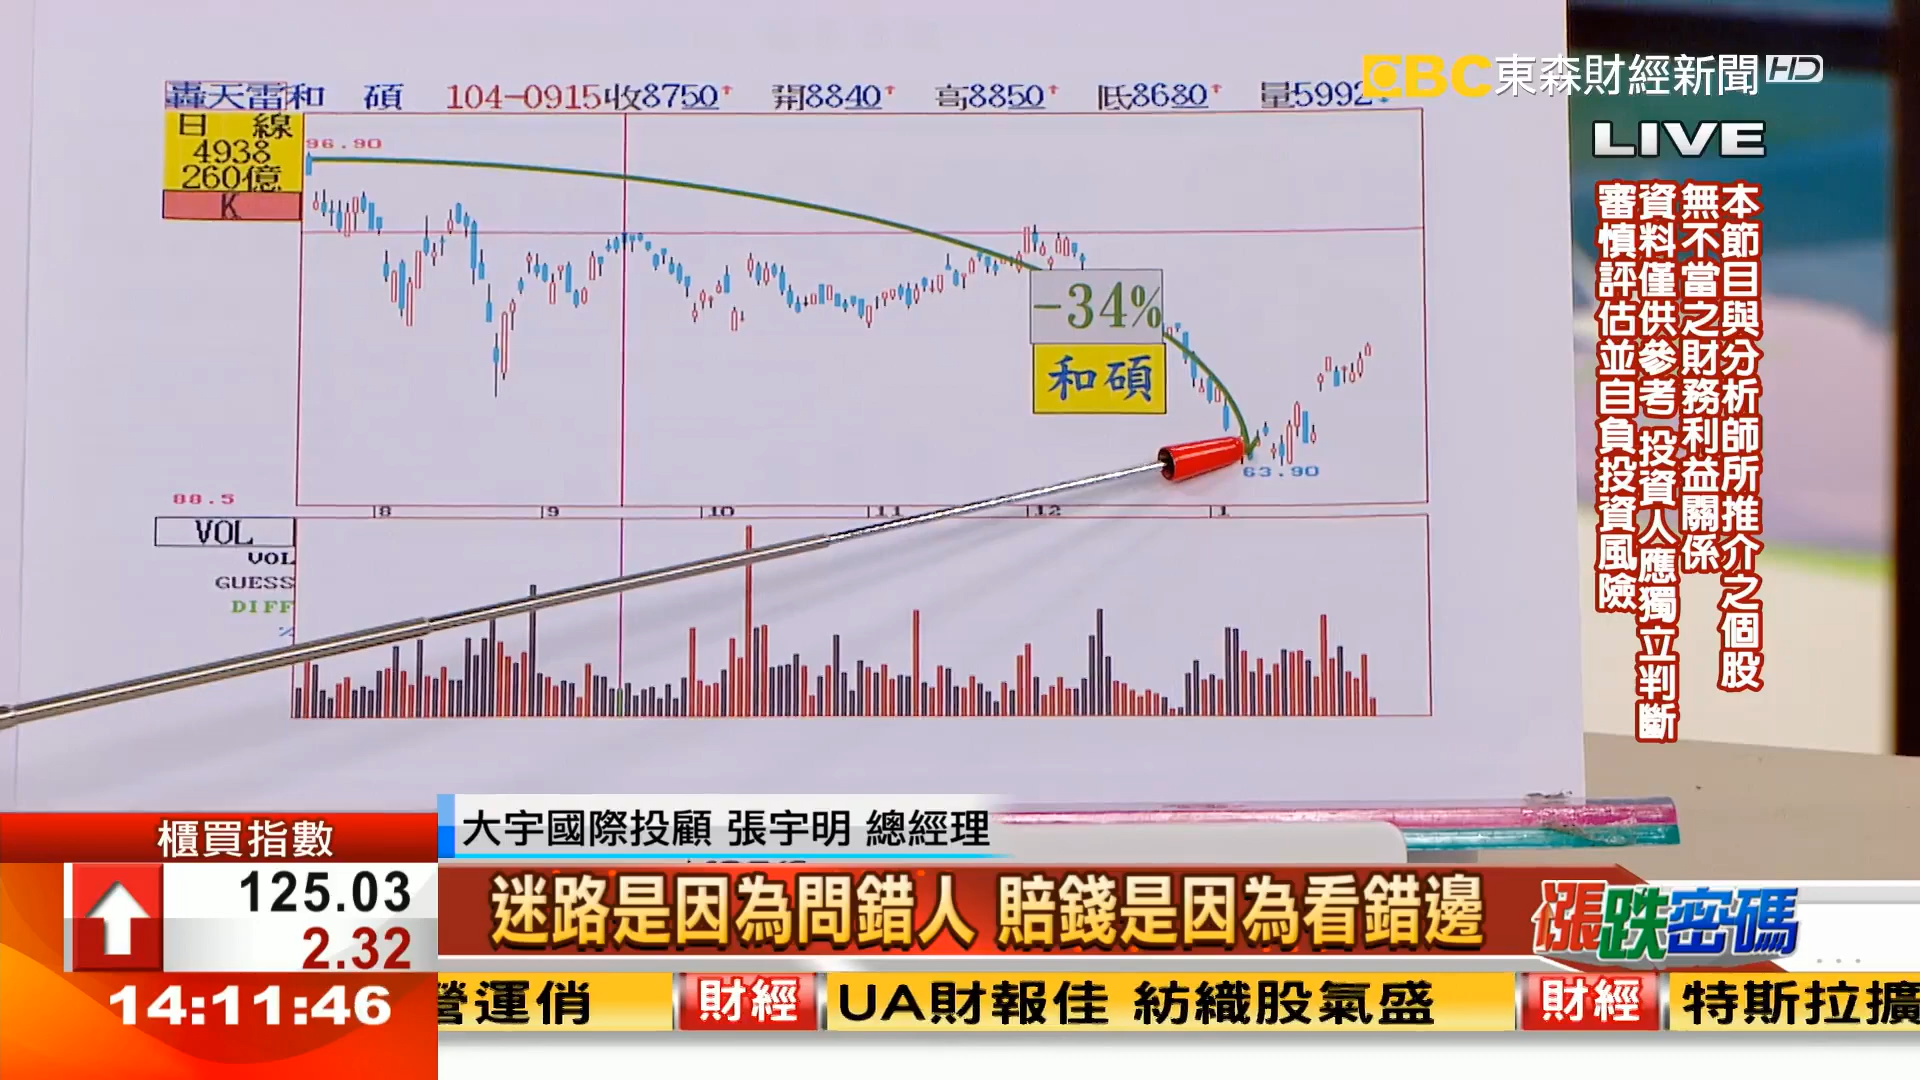 轟天雷和 碩 104-0915收8750↑ 開8840↑ 高8850↑ 低8680↑ 量5992
日 線
4938
260億
K
96.90
-34%
和碩
63.90
88.5
8 9 10 11 12 1
VOL
VOL
GUESS
DIFF
%
EBC東森財經新聞HD
LIVE
本節目與分析師所推介之個股
無不當之財務利益關係
資料僅供參考 投資人應獨立判斷
審慎評估並自負投資風險
大宇國際投顧 張宇明 總經理
櫃買指數
125.03
2.32
14:11:46
迷路是因為問錯人 賠錢是因為看錯邊
漲跌密碼
營運俏 財經 UA財報佳 紡織股氣盛 財經 特斯拉擴